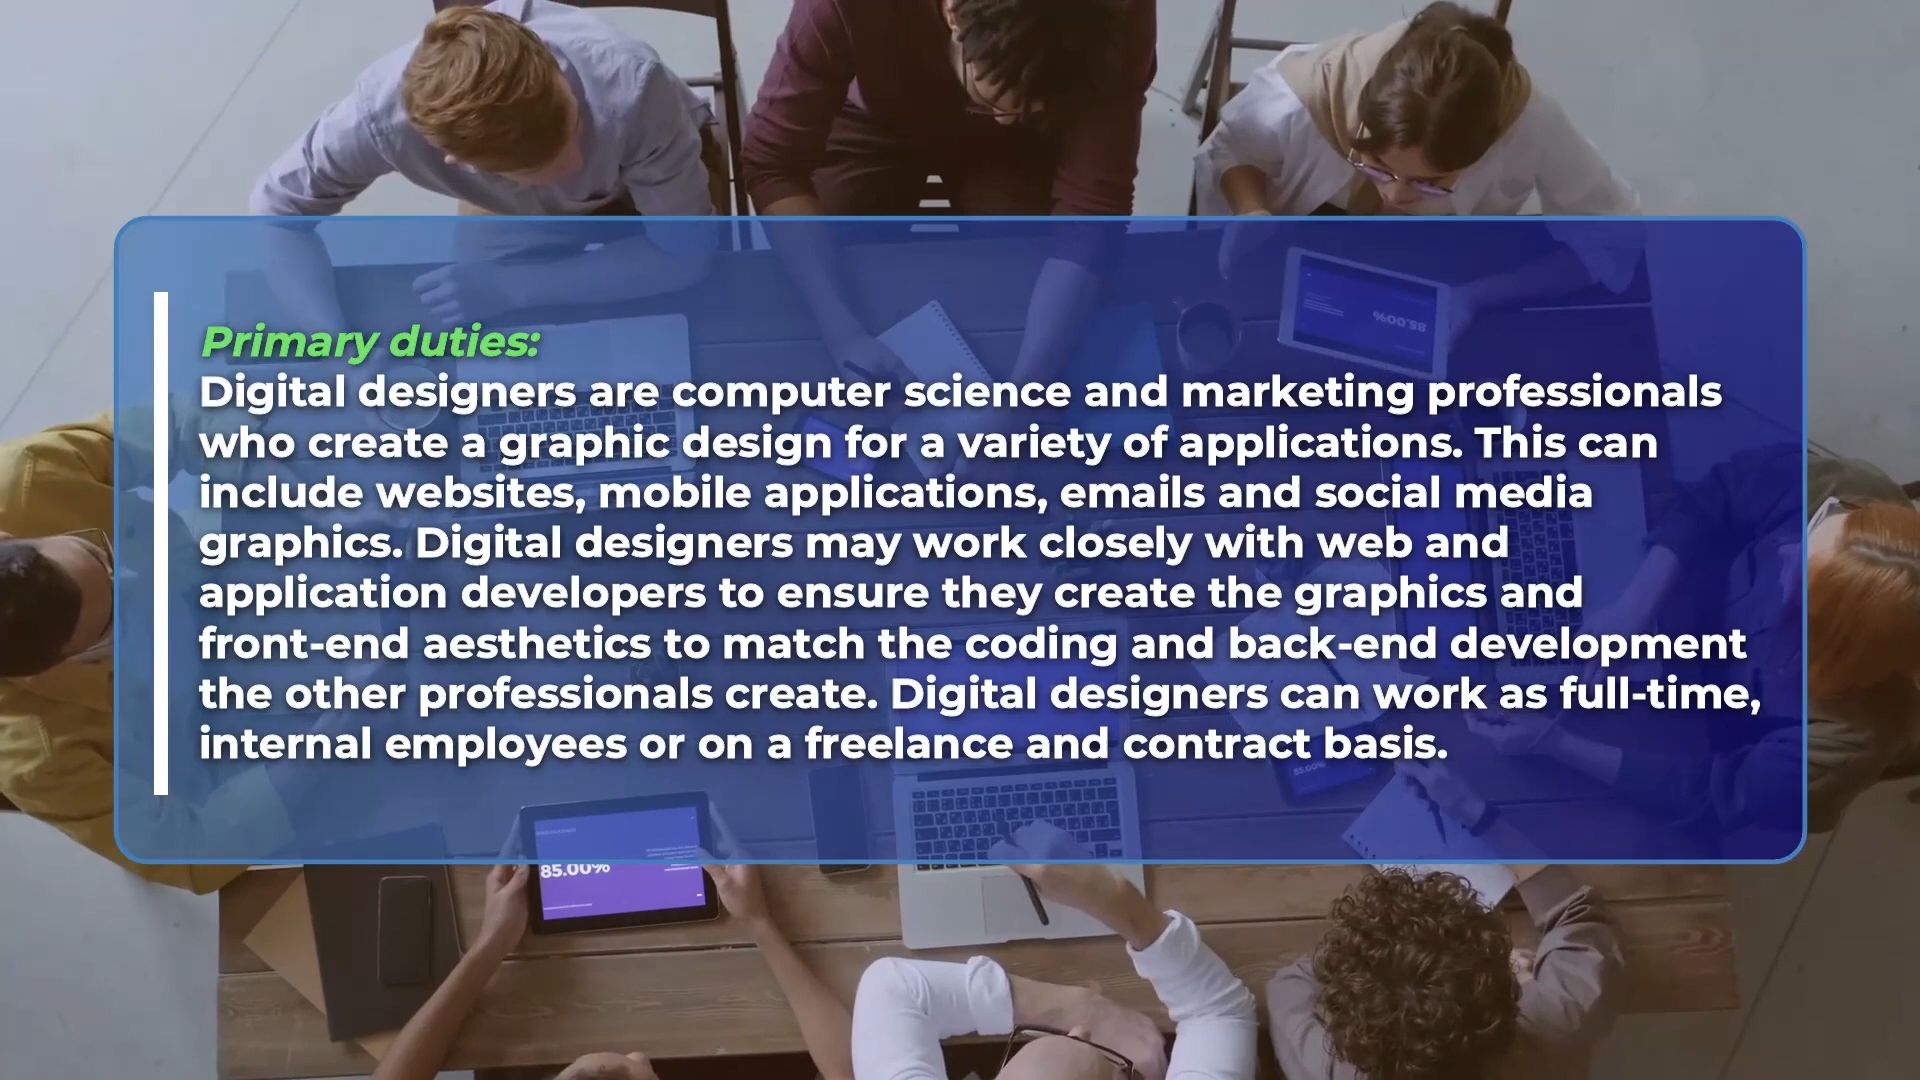 Primary duties:
Digital designers are computer science and marketing professionals
who create a graphic design for a variety of applications. This can
include websites, mobile applications, emails and social media
graphics. Digital designers may work closely with web and
application developers to ensure they create the graphics and
front-end aesthetics to match the coding and back-end development
the other professionals create. Digital designers can work as full-time,
internal employees or on a freelance and contract basis.
85.00%
85.00%
85.00%